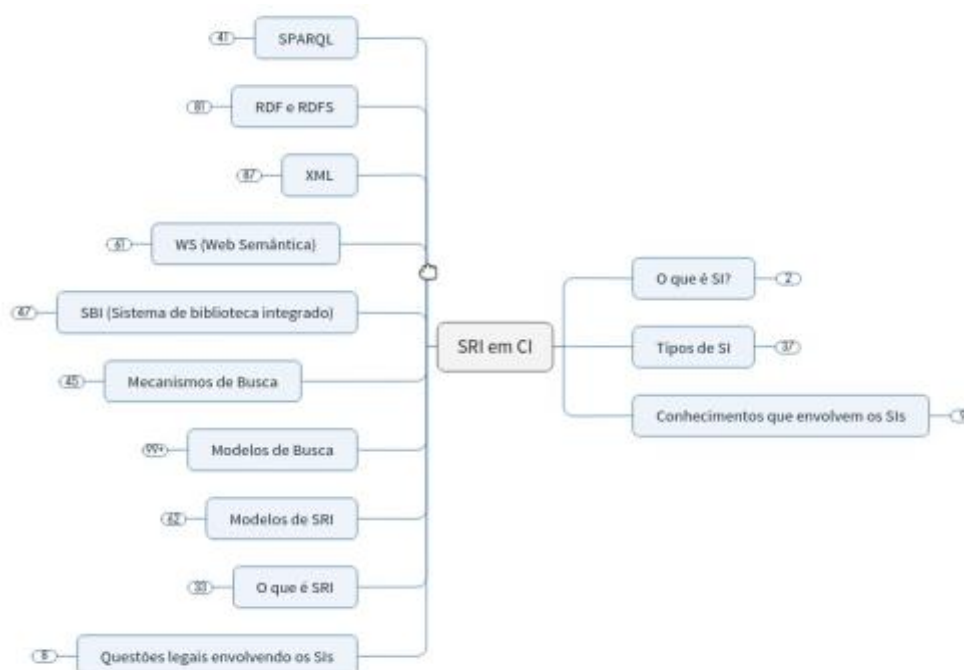 41
SPARQL
81
RDF e RDFS
87
XML
61
WS (Web Semântica)
47
SBI (Sistema de biblioteca integrado)
45
Mecanismos de Busca
99+
Modelos de Busca
62
Modelos de SRI
33
O que é SRI
8
Questões legais envolvendo os SIs
SRI em CI
O que é SI?
2
Tipos de SI
37
Conhecimentos que envolvem os SIs